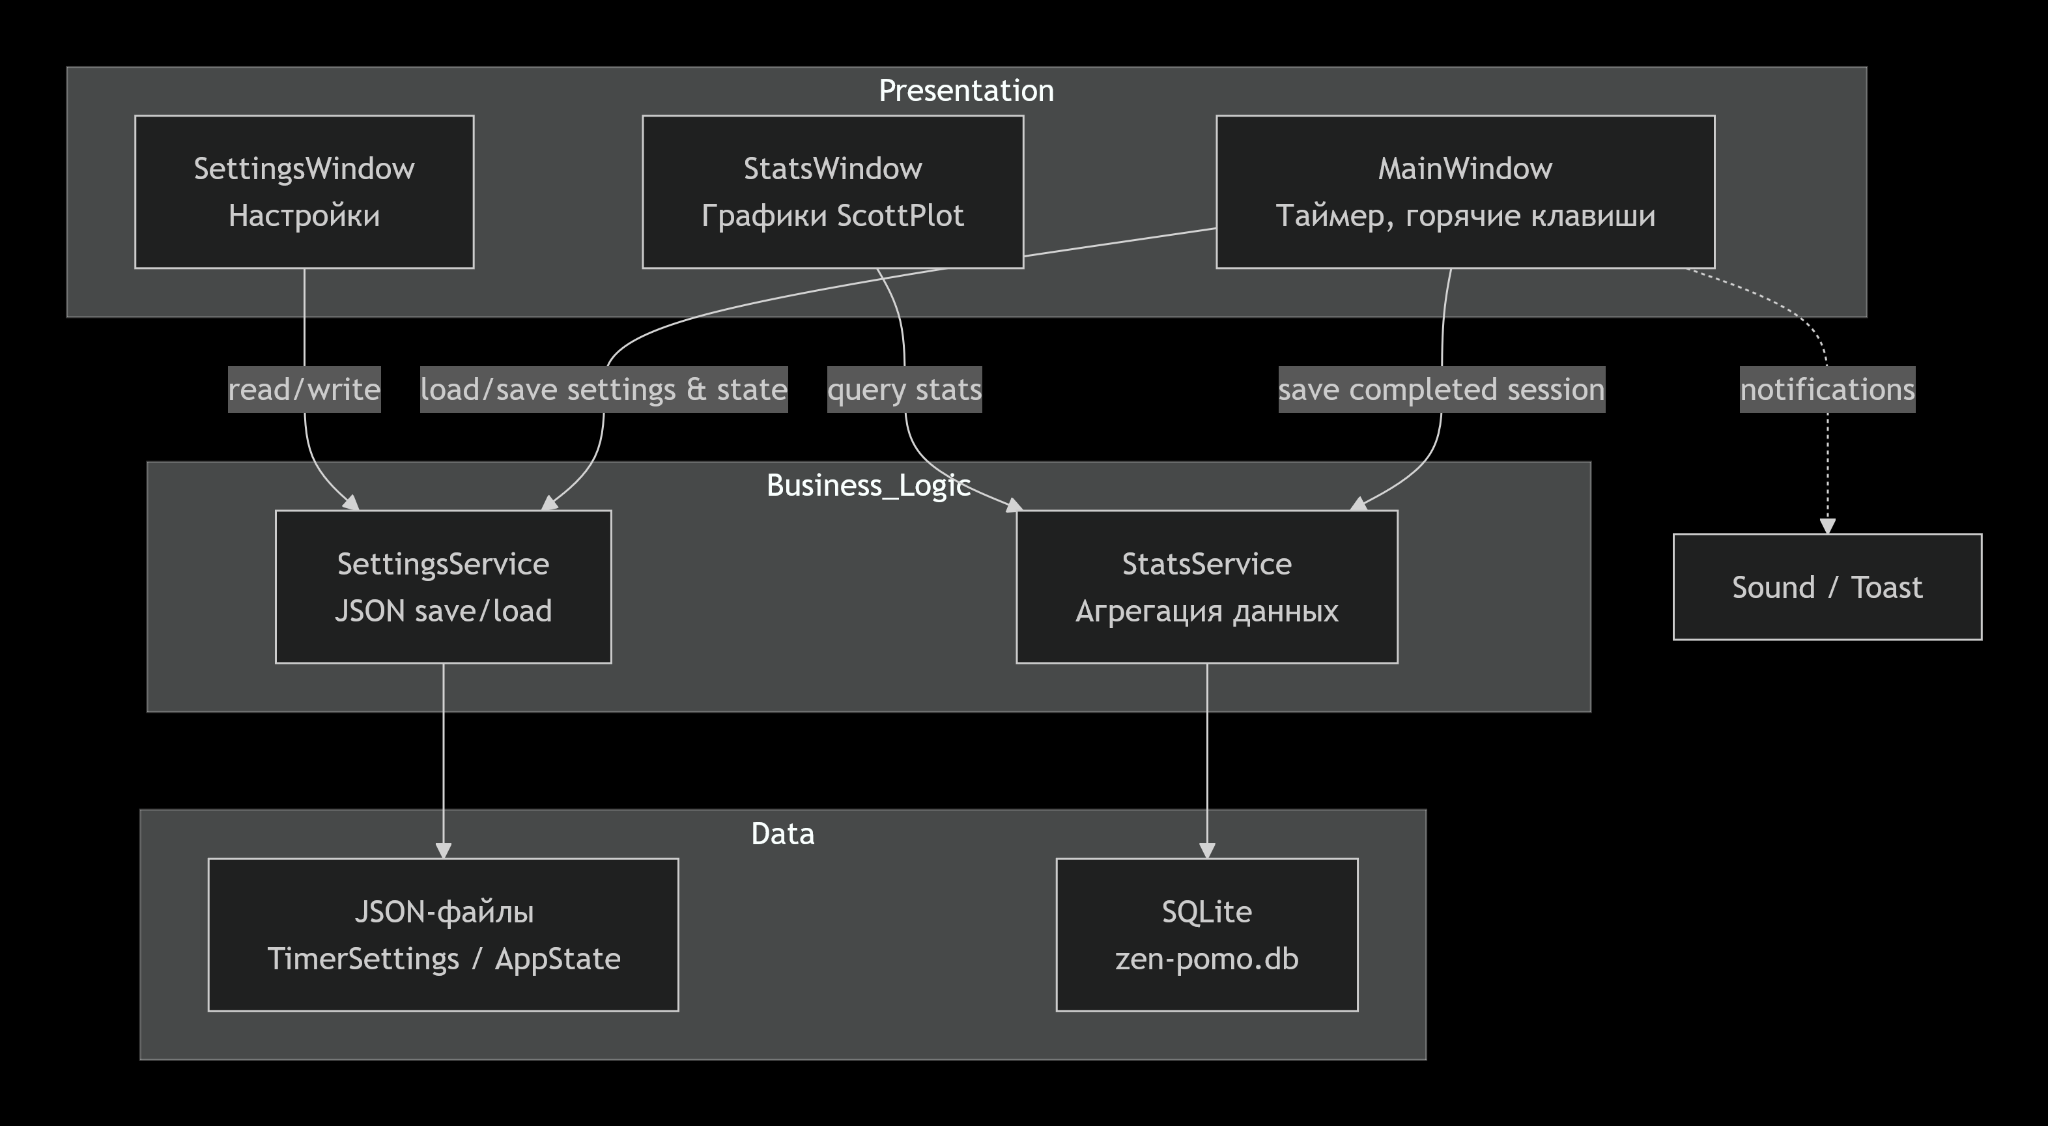 Presentation
SettingsWindow
Настройки
StatsWindow
Графики ScottPlot
MainWindow
Таймер, горячие клавиши
read/write
load/save settings & state
query stats
save completed session
notifications
Business_Logic
SettingsService
JSON save/load
StatsService
Агрегация данных
Sound / Toast
Data
JSON-файлы
TimerSettings / AppState
SQLite
zen-pomo.db